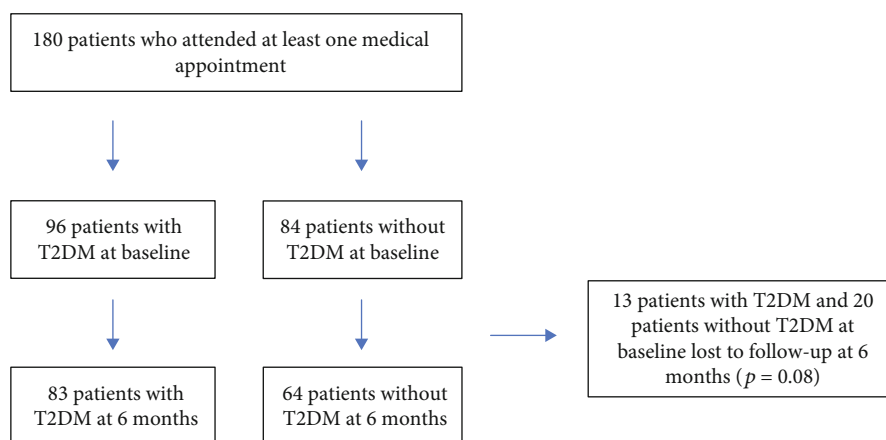 180 patients who attended at least one medical
appointment
96 patients with
T2DM at baseline
84 patients without
T2DM at baseline
13 patients with T2DM and 20
patients without T2DM at
baseline lost to follow-up at 6
months (p = 0.08)
83 patients with
T2DM at 6 months
64 patients without
T2DM at 6 months